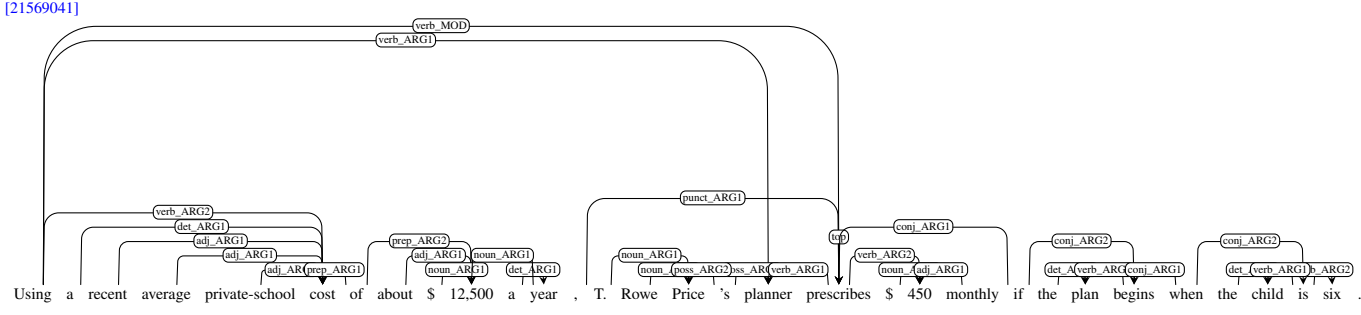 [21569041]
verb_MOD
verb_ARG1
punct_ARG1
verb_ARG2
det_ARG1 conj_ARG1
top
adj_ARG1 prep_ARG2 conj_ARG2 conj_ARG2
adj_ARG1 adj_ARG1 noun_ARG1 noun_ARG1 verb_ARG2
prep_ARG1 noun_ARG1 det_ARG1 poss_ARG2 verb_ARG1 adj_ARG1 conj_ARG1 verb_ARG1
Using a recent average private-school cost of about $ 12,500 a year , T. Rowe Price 's planner prescribes $ 450 monthly if the plan begins when the child is six .